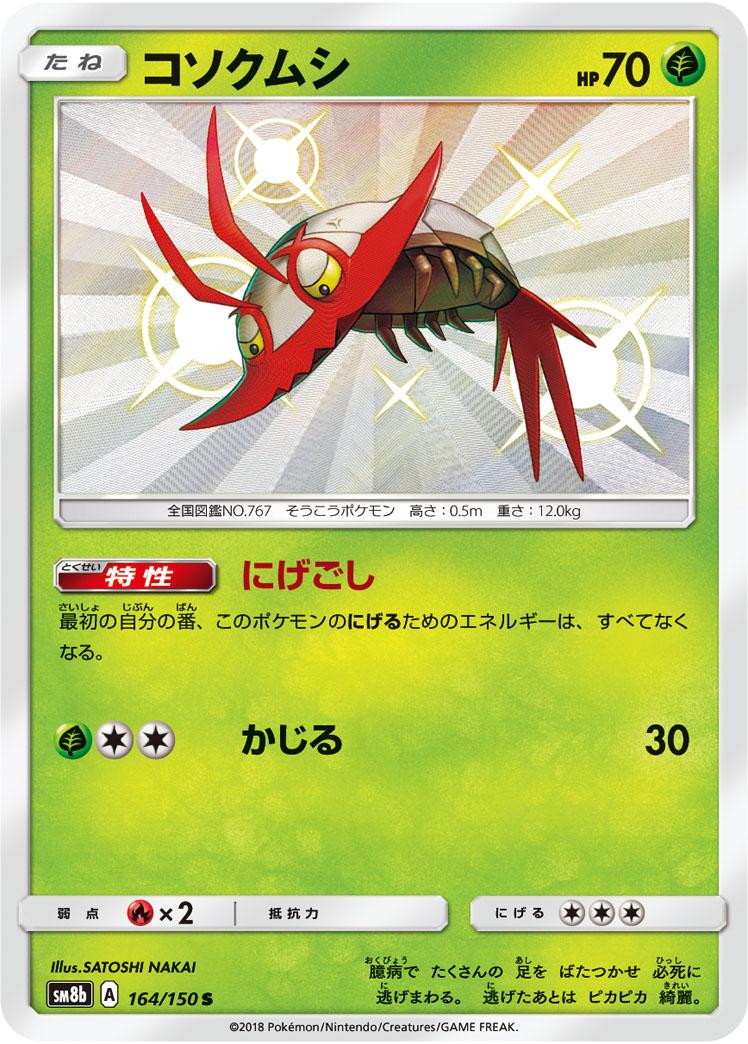 たね コソクムシ HP70
全国図鑑NO.767 そうこうポケモン 高さ：0.5m 重さ：12.0kg
とくせい
特性 にげごし
さいしょ じぶん ばん
最初の自分の番、このポケモンのにげるためのエネルギーは、すべてなく
なる。
かじる 30
弱点 ×2 抵抗力 にげる
Illus.SATOSHI NAKAI
おくびょう あし ひっし
臆病で たくさんの 足を ばたつかせ 必死に
に に きれい
逃げまわる。 逃げたあとは ピカピカ 綺麗。
SM8b A 164/150 S
©2018 Pokémon/Nintendo/Creatures/GAME FREAK.